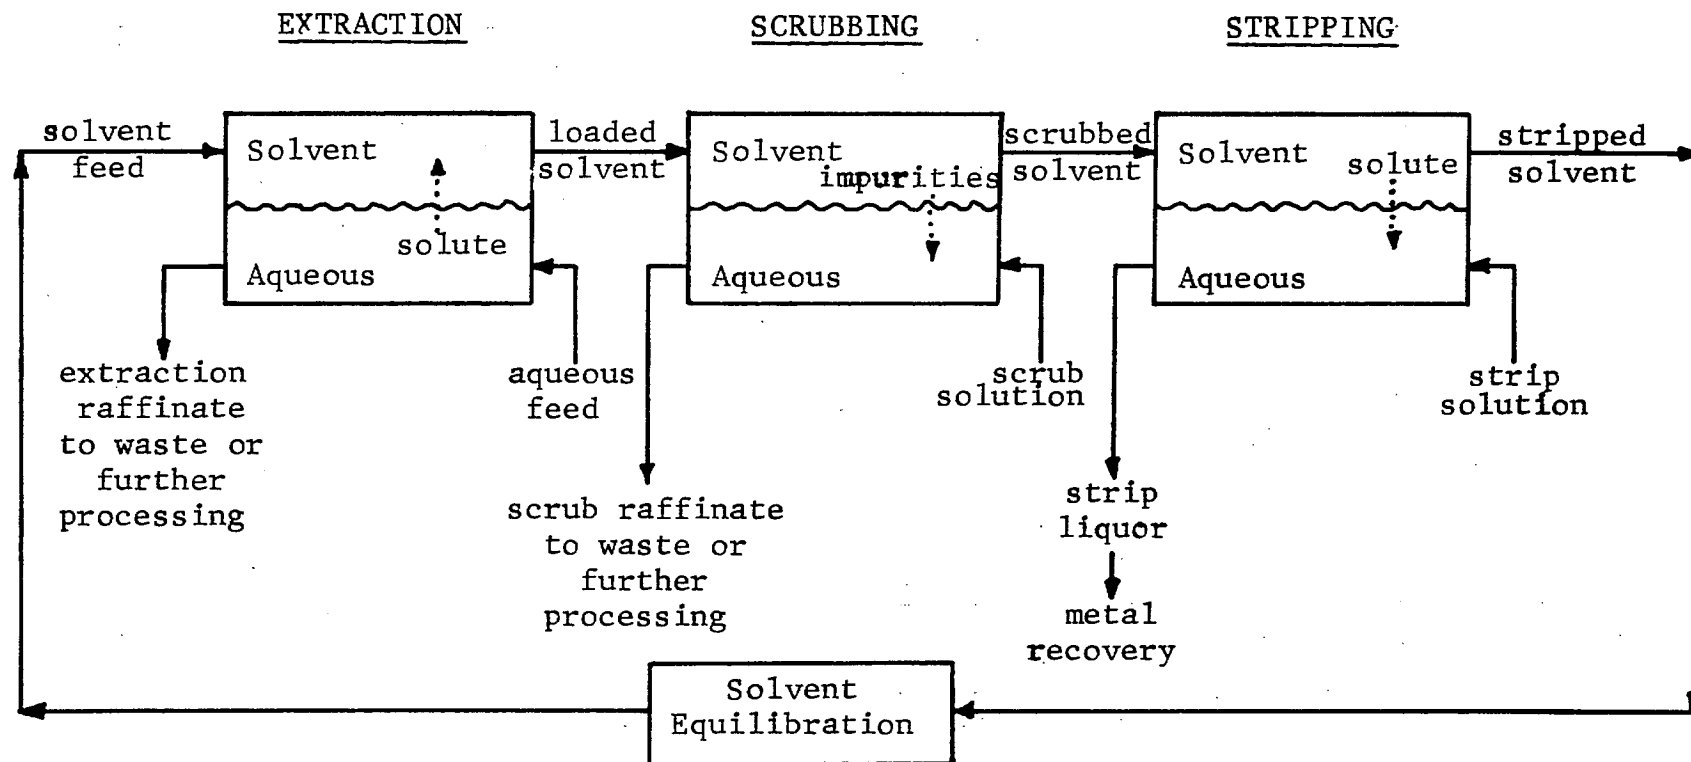 EXTRACTION
SCRUBBING
STRIPPING
solvent
feed
Solvent
solute
Aqueous
loaded
solvent
Solvent
impurities
Aqueous
scrubbed
solvent
Solvent
solute
Aqueous
stripped
solvent
extraction
raffinate
to waste or
further
processing
aqueous
feed
scrub raffinate
to waste or
further
processing
scrub
solution
strip
liquor
metal
recovery
strip
solution
Solvent
Equilibration